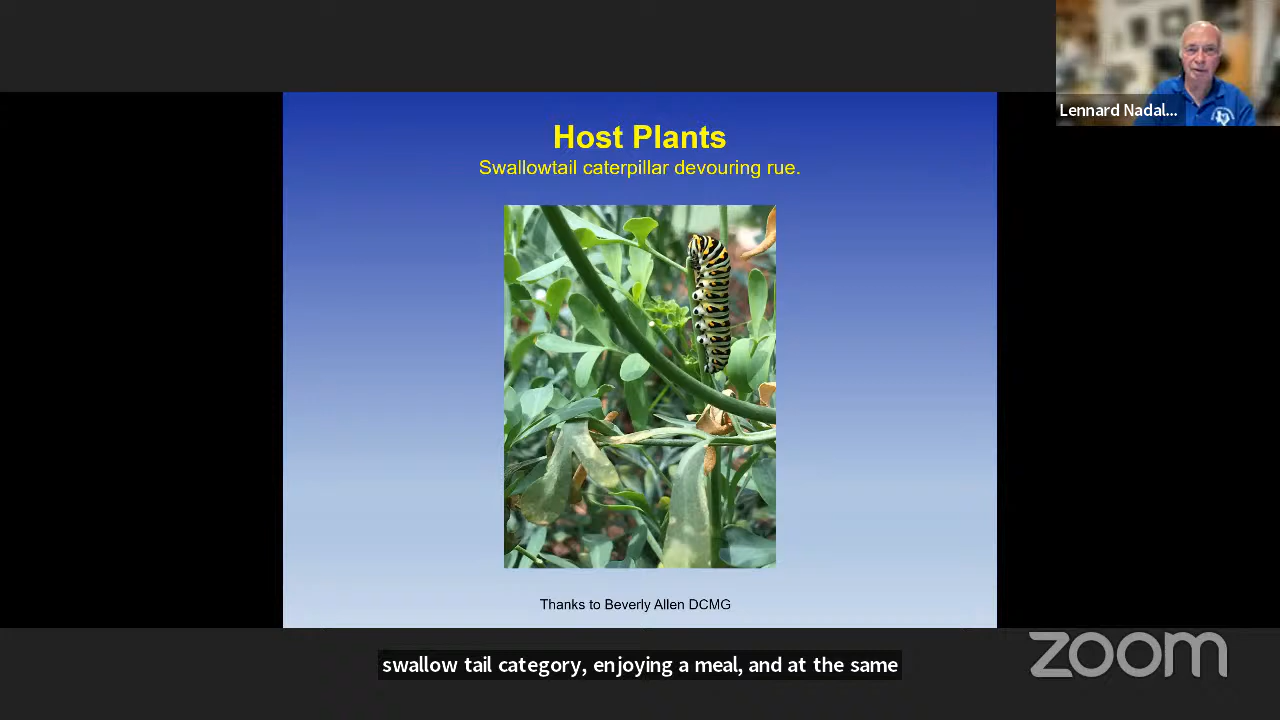 Lennard Nadal...
Host Plants
Swallowtail caterpillar devouring rue.
Thanks to Beverly Allen DCMG
swallow tail category, enjoying a meal, and at the same
zoom